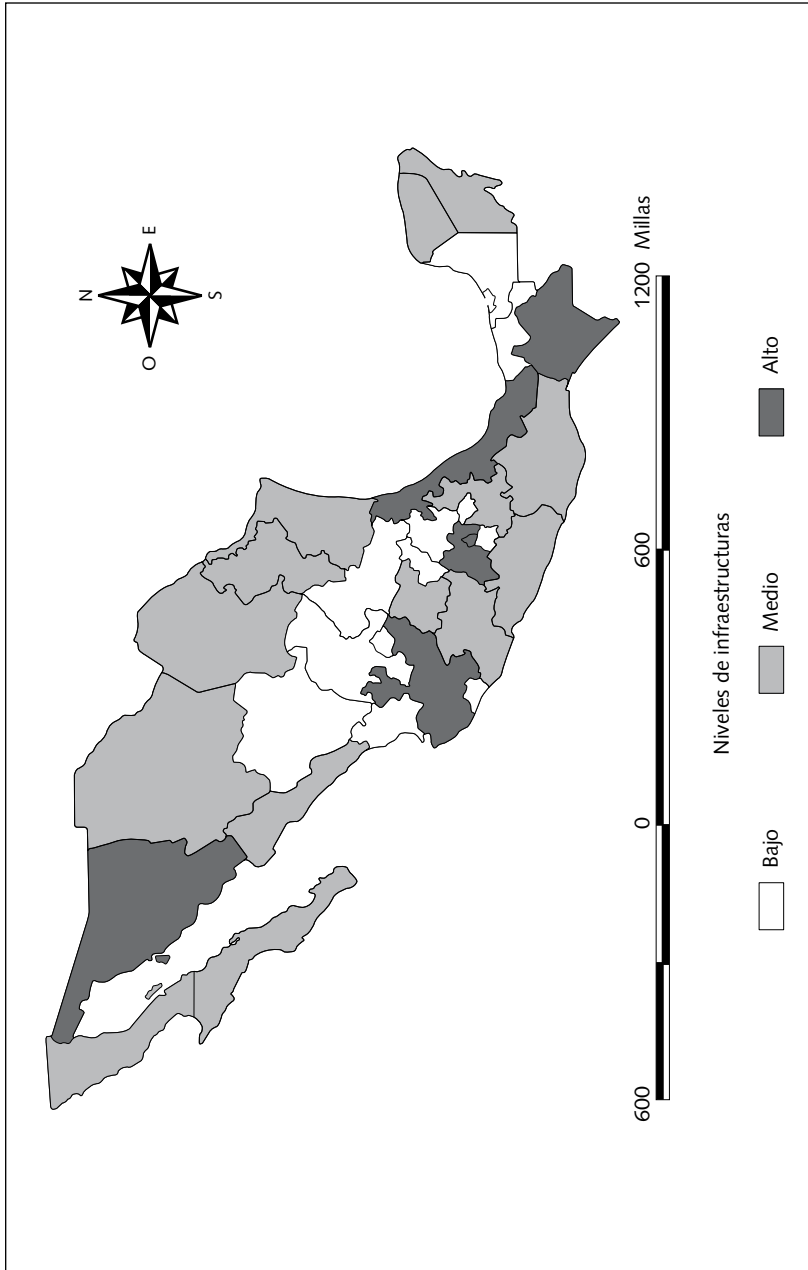 N
O
E
S
600
0
600
1200 Millas
Niveles de infraestructuras
Bajo
Medio
Alto